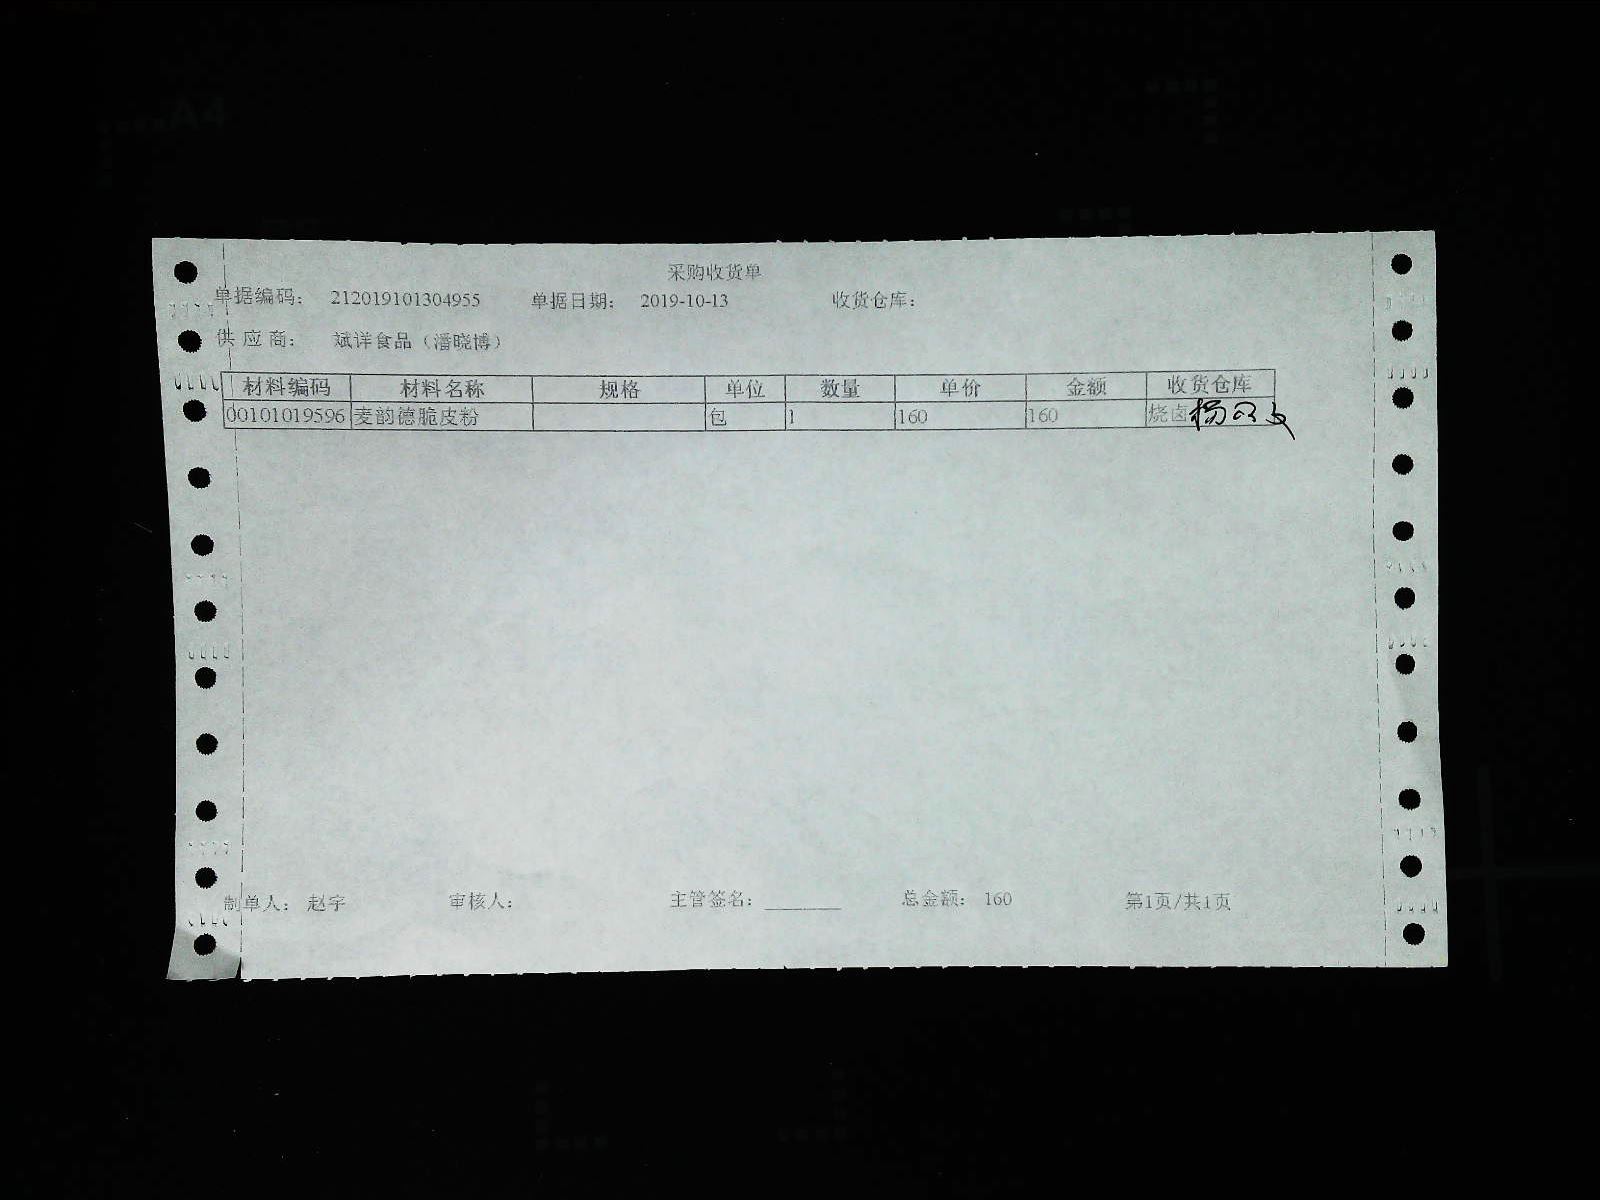 采购收货单
单据编码： 212019101304955 单据日期： 2019-10-13 收货仓库：
供应商： 斌详食品（潘晓博）
材料编码 材料名称 规格 单位 数量 单价 金额 收货仓库
00101019596 麦韵德脆皮粉 包 1 160 160 烧卤
制单人： 赵宇 审核人： 主管签名：________ 总金额： 160 第1页/共1页